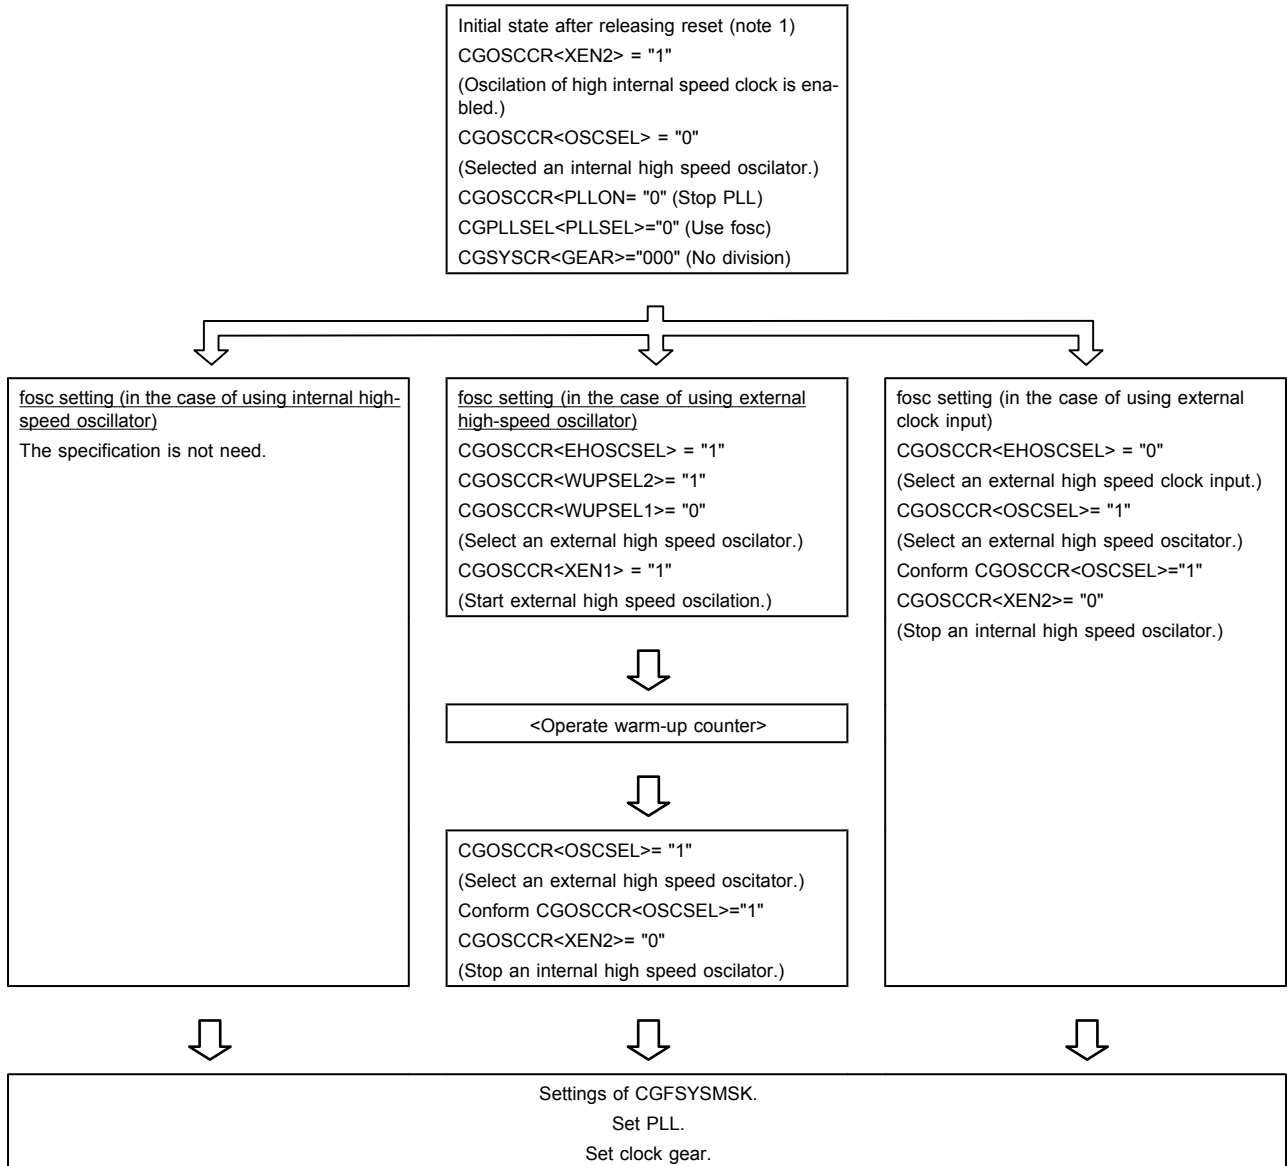 Initial state after releasing reset (note 1)
CGOSCCR<XEN2> = "1"
(Oscilation of high internal speed clock is ena-
bled.)
CGOSCCR<OSCSEL> = "0"
(Selected an internal high speed oscilator.)
CGOSCCR<PLLON= "0" (Stop PLL)
CGPLLSEL<PLLSEL>="0" (Use fosc)
CGSYSCR<GEAR>="000" (No division)
fosc setting (in the case of using internal high-
speed oscillator)
The specification is not need.
fosc setting (in the case of using external
high-speed oscillator)
CGOSCCR<EHOSCSEL> = "1"
CGOSCCR<WUPSEL2>= "1"
CGOSCCR<WUPSEL1>= "0"
(Select an external high speed oscilator.)
CGOSCCR<XEN1> = "1"
(Start external high speed oscilation.)
<Operate warm-up counter>
CGOSCCR<OSCSEL>= "1"
(Select an external high speed oscitator.)
Conform CGOSCCR<OSCSEL>="1"
CGOSCCR<XEN2>= "0"
(Stop an internal high speed oscilator.)
fosc setting (in the case of using external
clock input)
CGOSCCR<EHOSCSEL> = "0"
(Select an external high speed clock input.)
CGOSCCR<OSCSEL>= "1"
(Select an external high speed oscitator.)
Conform CGOSCCR<OSCSEL>="1"
CGOSCCR<XEN2>= "0"
(Stop an internal high speed oscilator.)
Settings of CGFSYSMSK.
Set PLL.
Set clock gear.